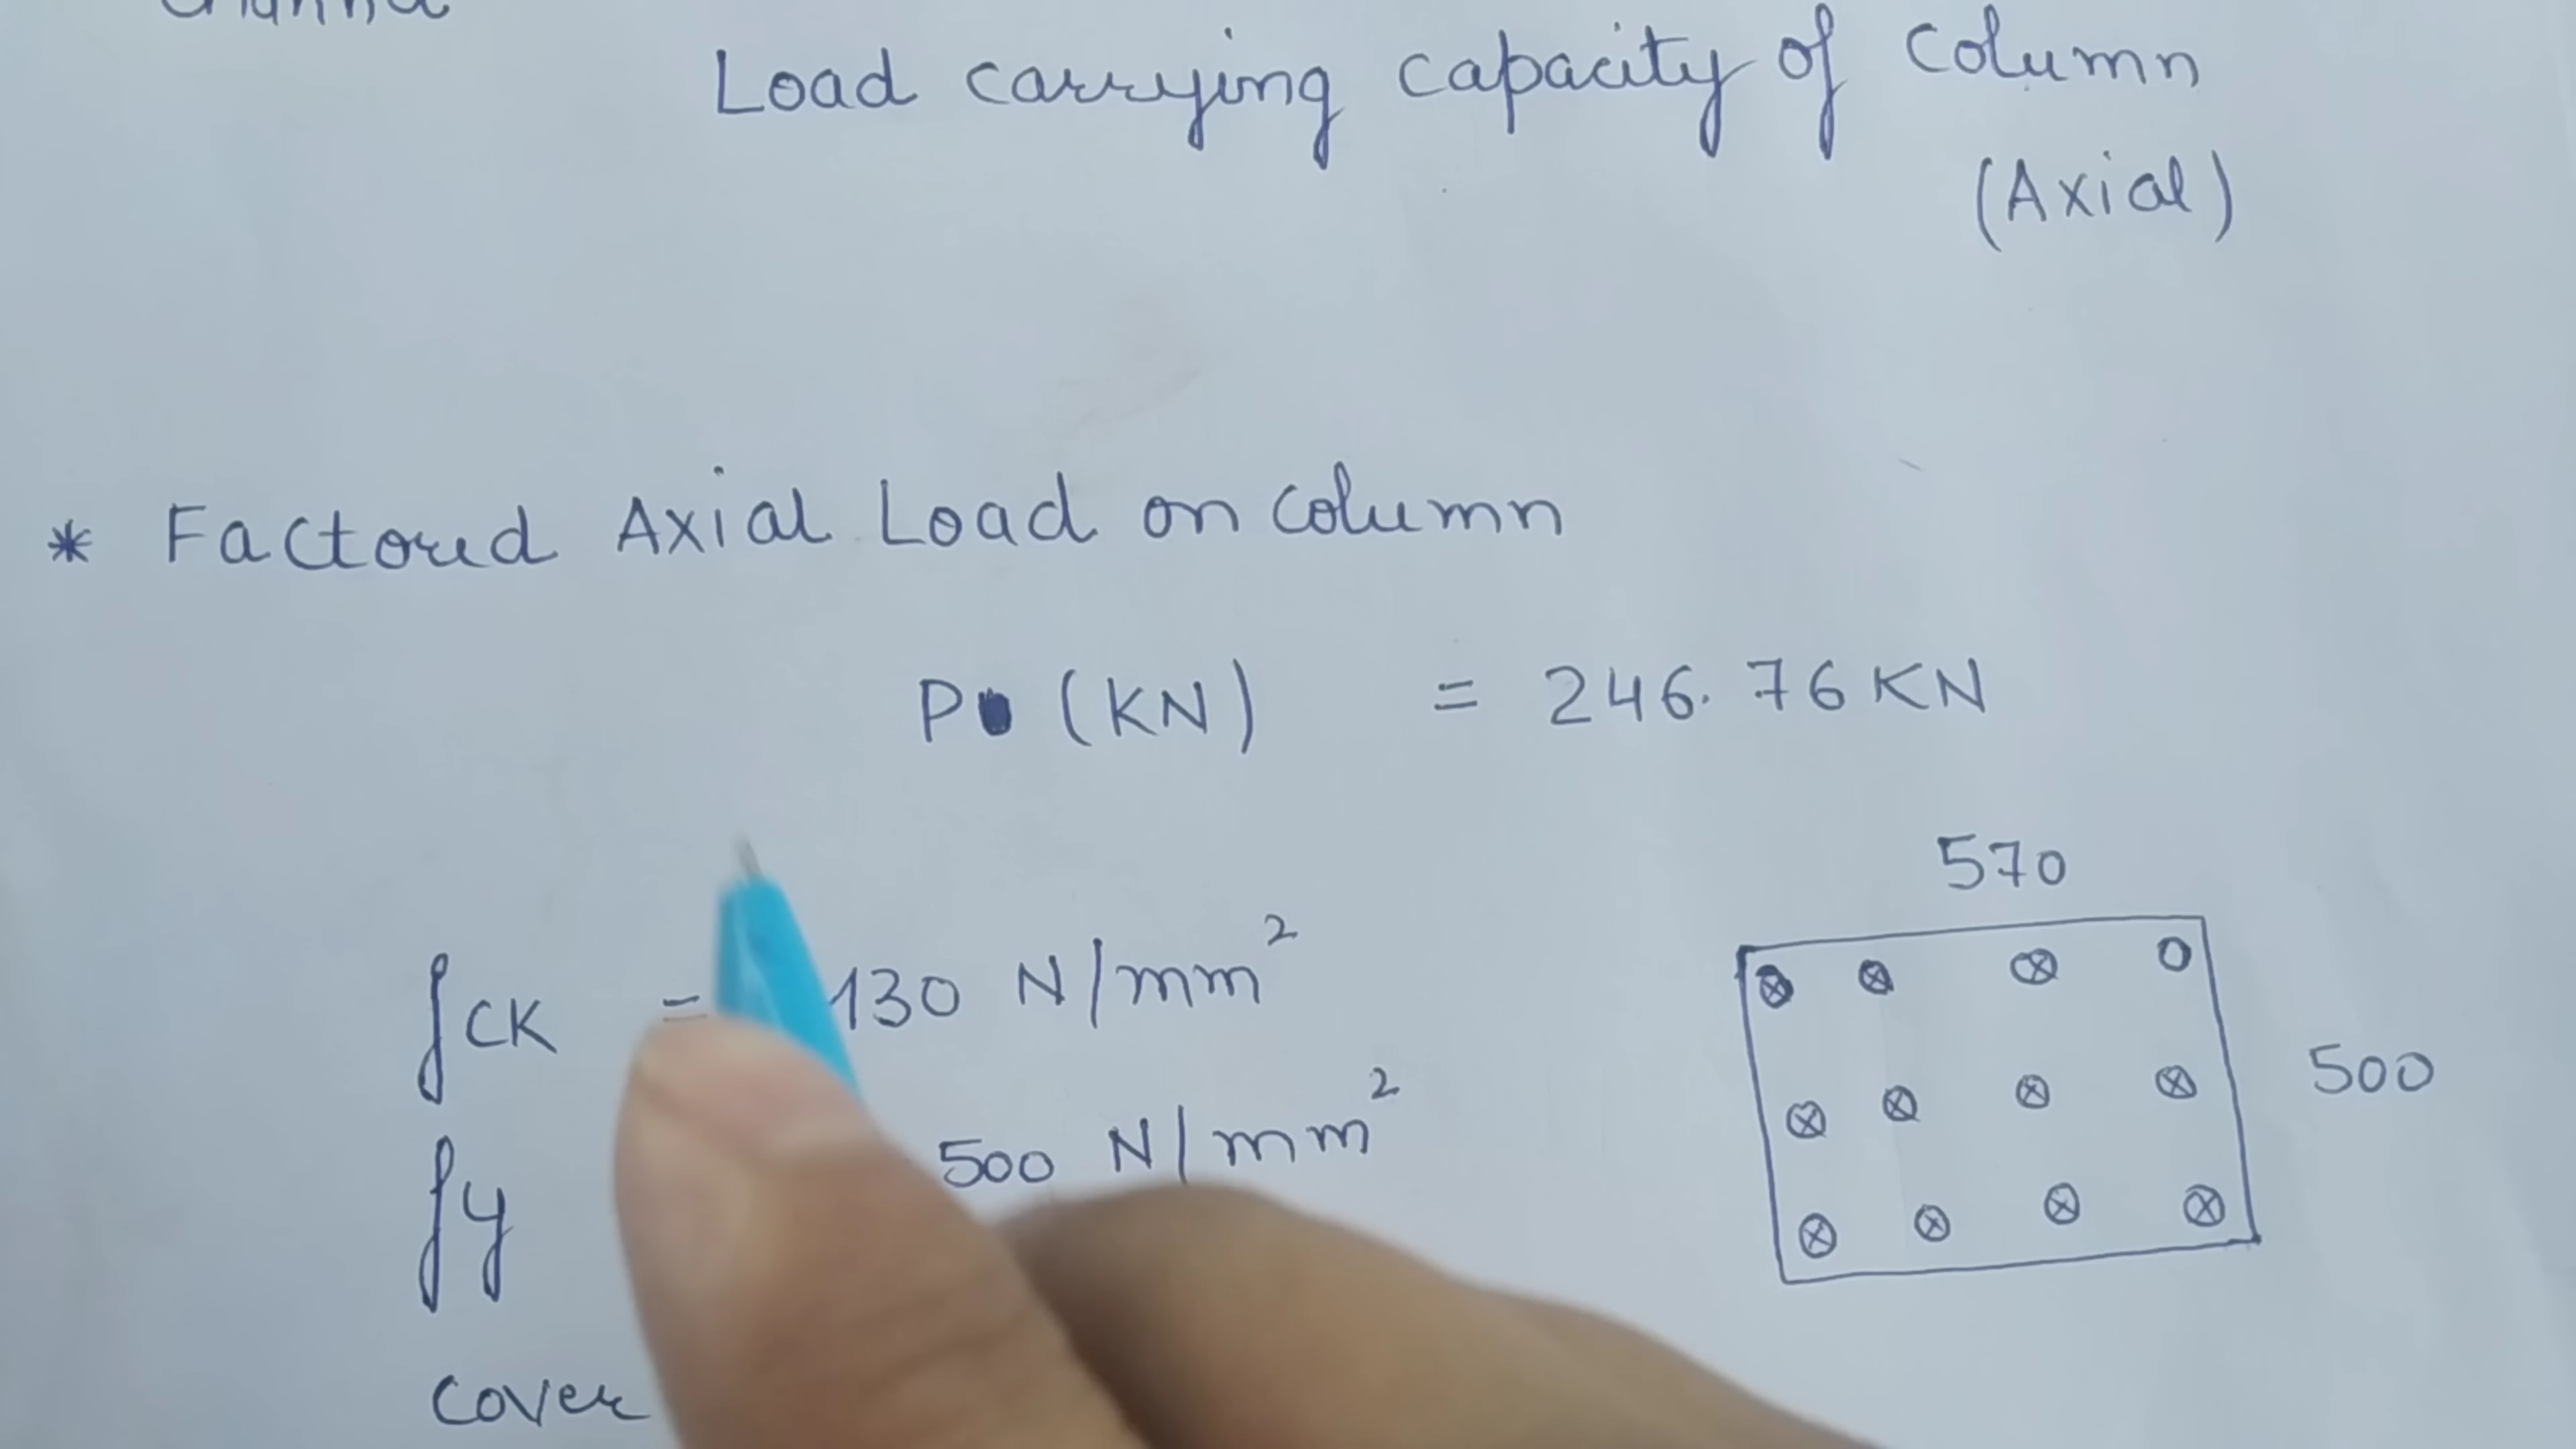 Load carrying capacity of column
(Axial)
* Factored Axial Load on column
P (KN) = 246.76 KN
570
fck = 130 N/mm²
500
fy 500 N/mm²
cover